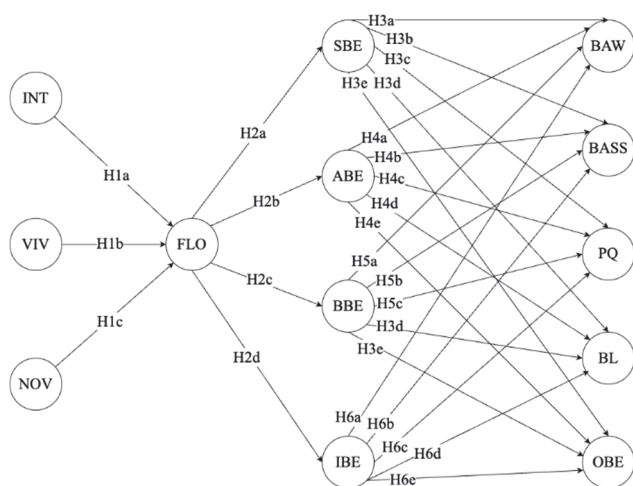 H3a
SBE
H3b
BAW
H3c
H3d
H3e
INT
H2a
H4a
BASS
H1a
H4b
ABE
H4c
H2b
H4d
H4e
VIV
H1b
FLO
PQ
H5a
H2c
H5b
H5c
BBE
H1c
H3d
H3e
BL
H2d
NOV
H6a
H6b
H6c
H6d
IBE
OBE
H6e